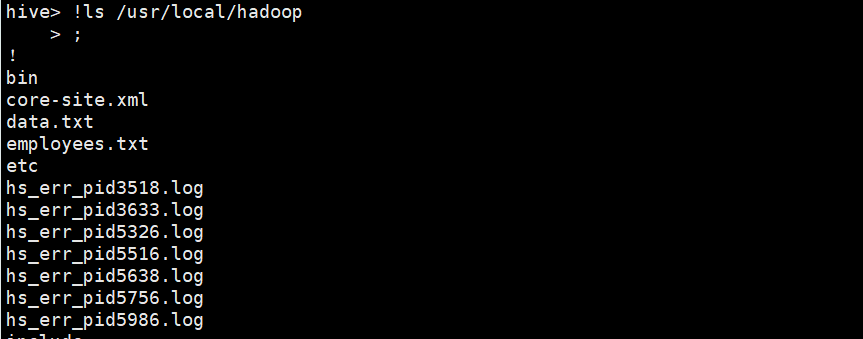 hive> !ls /usr/local/hadoop
    > ;
!
bin
core-site.xml
data.txt
employees.txt
etc
hs_err_pid3518.log
hs_err_pid3633.log
hs_err_pid5326.log
hs_err_pid5516.log
hs_err_pid5638.log
hs_err_pid5756.log
hs_err_pid5986.log